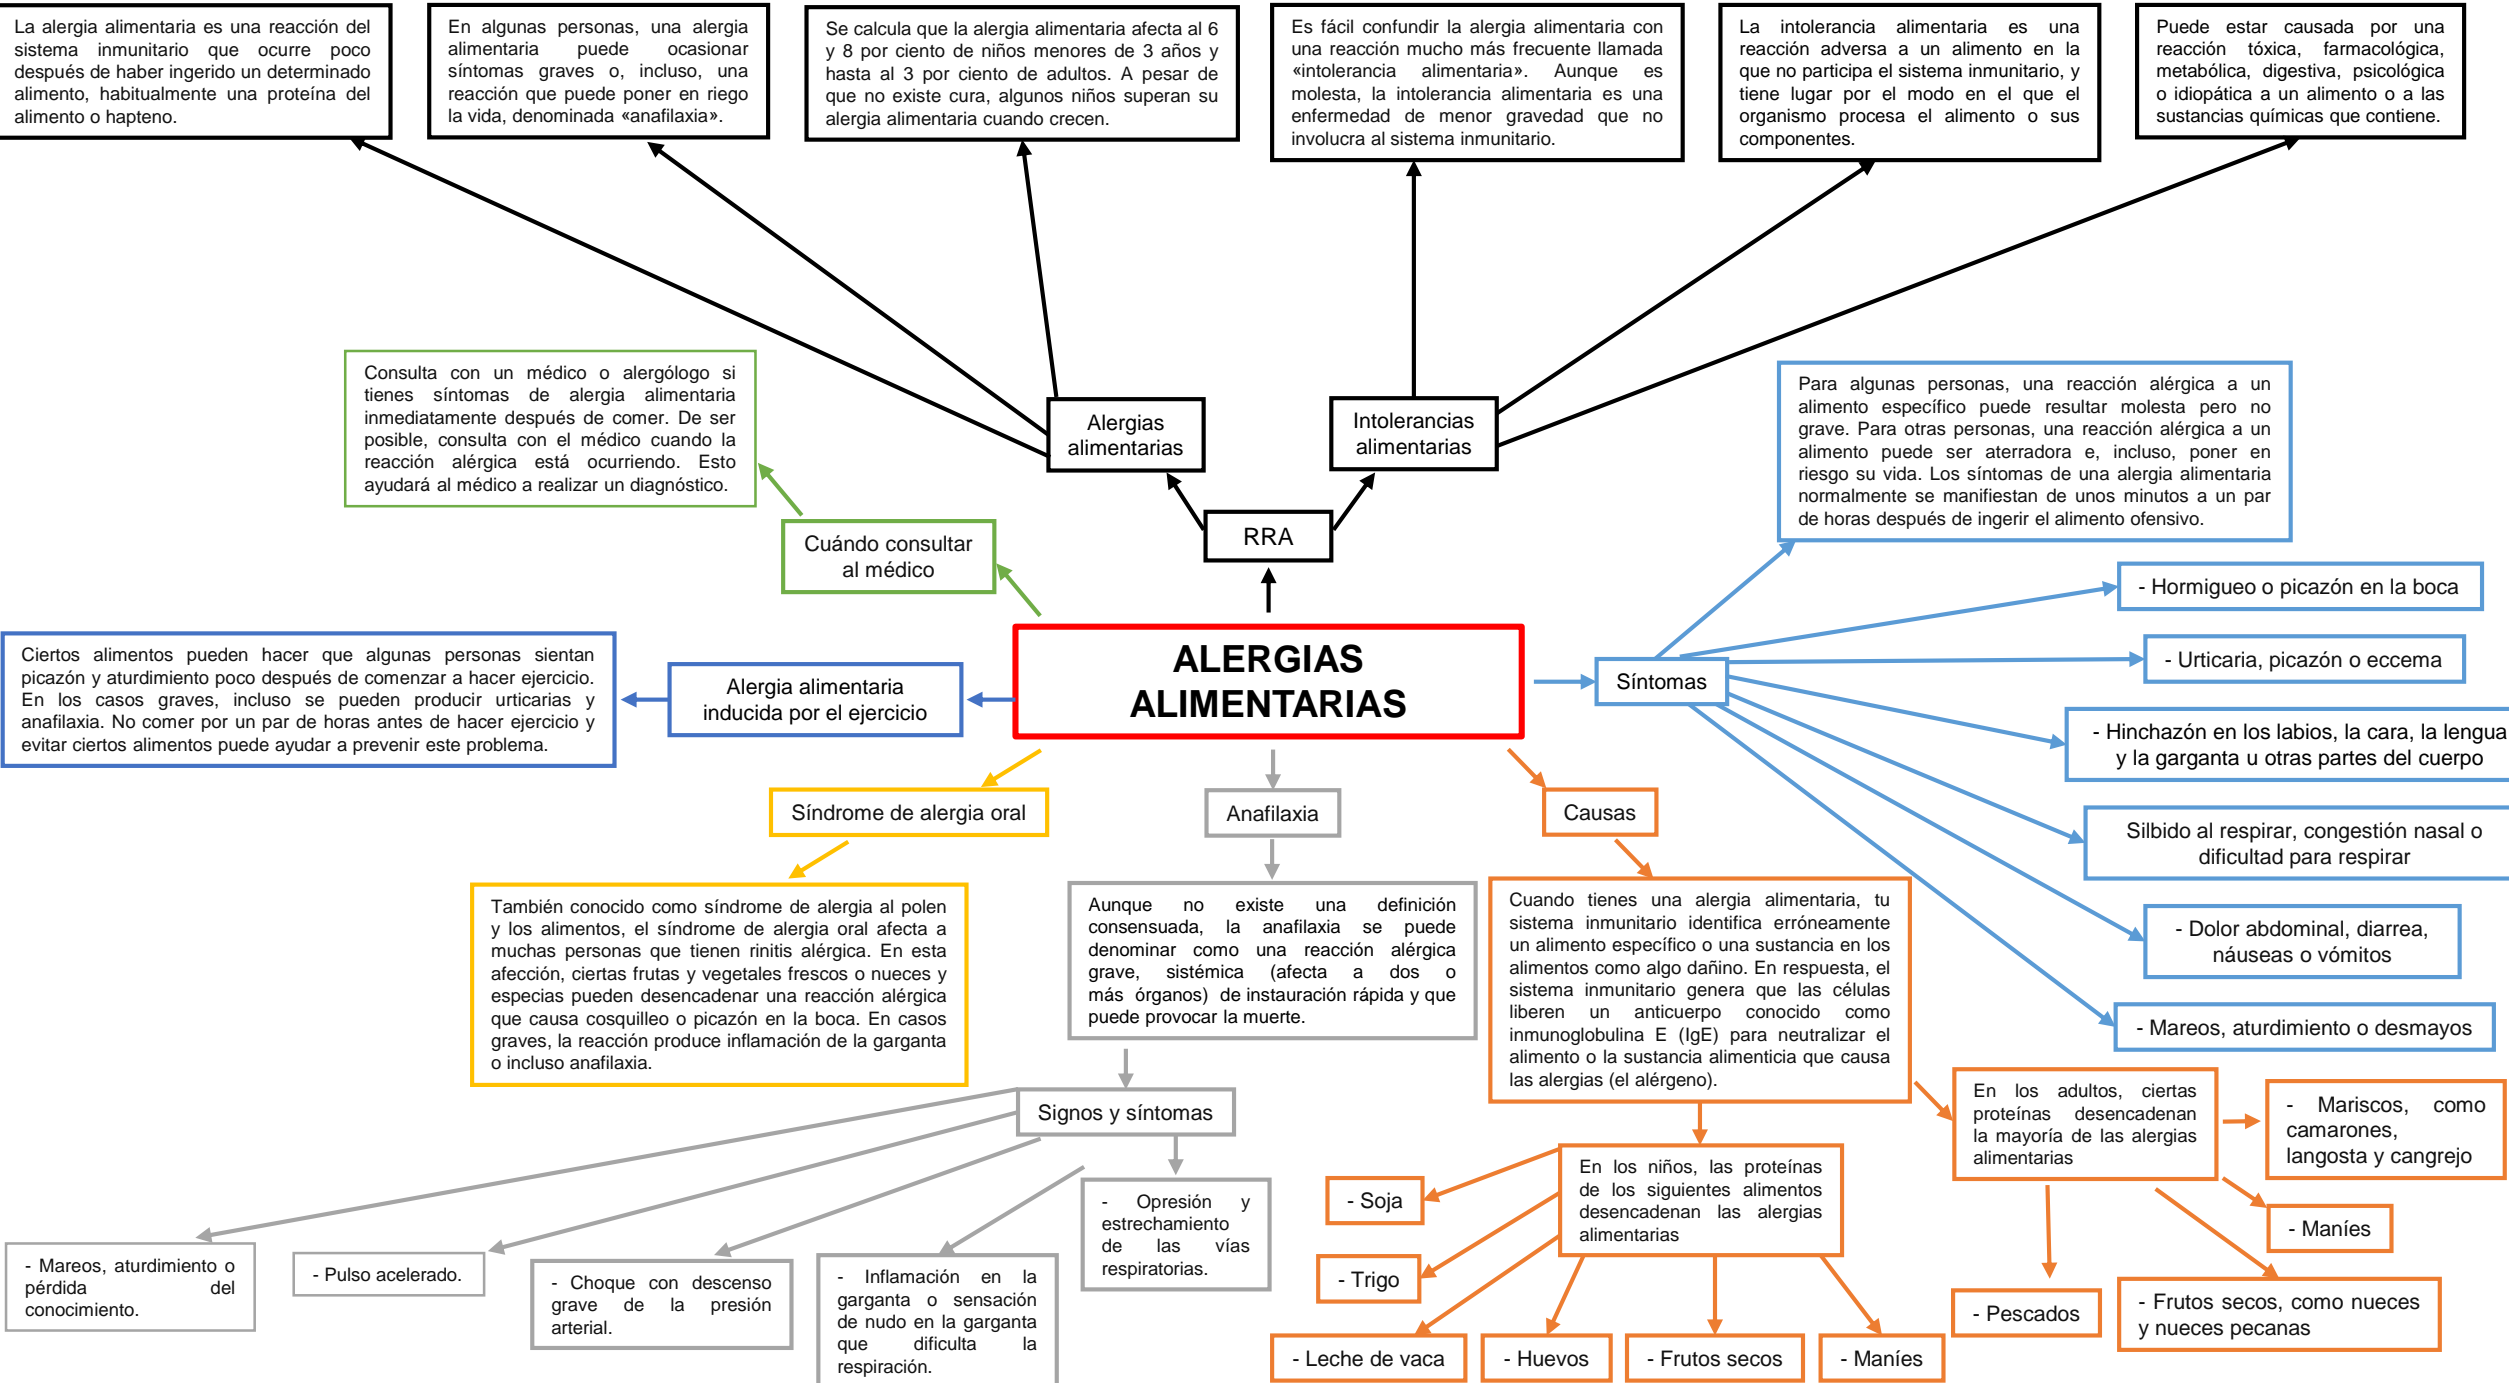 La alergia alimentaria es una reacción del
sistema inmunitario que ocurre poco
después de haber ingerido un determinado
alimento, habitualmente una proteína del
alimento o hapteno.
En algunas personas, una alergia
alimentaria puede ocasionar
síntomas graves o, incluso, una
reacción que puede poner en riego
la vida, denominada «anafilaxia».
Se calcula que la alergia alimentaria afecta al 6
y 8 por ciento de niños menores de 3 años y
hasta al 3 por ciento de adultos. A pesar de
que no existe cura, algunos niños superan su
alergia alimentaria cuando crecen.
Es fácil confundir la alergia alimentaria con
una reacción mucho más frecuente llamada
«intolerancia alimentaria». Aunque es
molesta, la intolerancia alimentaria es una
enfermedad de menor gravedad que no
involucra al sistema inmunitario.
La intolerancia alimentaria es una
reacción adversa a un alimento en la
que no participa el sistema inmunitario, y
tiene lugar por el modo en el que el
organismo procesa el alimento o sus
componentes.
Puede estar causada por una
reacción tóxica, farmacológica,
metabólica, digestiva, psicológica
o idiopática a un alimento o a las
sustancias químicas que contiene.
Consulta con un médico o alergólogo si
tienes síntomas de alergia alimentaria
inmediatamente después de comer. De ser
posible, consulta con el médico cuando la
reacción alérgica está ocurriendo. Esto
ayudará al médico a realizar un diagnóstico.
Alergias
alimentarias
Intolerancias
alimentarias
Para algunas personas, una reacción alérgica a un
alimento específico puede resultar molesta pero no
grave. Para otras personas, una reacción alérgica a un
alimento puede ser aterradora e, incluso, poner en
riesgo su vida. Los síntomas de una alergia alimentaria
normalmente se manifiestan de unos minutos a un par
de horas después de ingerir el alimento ofensivo.
Cuándo consultar
al médico
RRA
- Hormigueo o picazón en la boca
Ciertos alimentos pueden hacer que algunas personas sientan
picazón y aturdimiento poco después de comenzar a hacer ejercicio.
En los casos graves, incluso se pueden producir urticarias y
anafilaxia. No comer por un par de horas antes de hacer ejercicio y
evitar ciertos alimentos puede ayudar a prevenir este problema.
Alergia alimentaria
inducida por el ejercicio
ALERGIAS
ALIMENTARIAS
Síntomas
- Urticaria, picazón o eccema
- Hinchazón en los labios, la cara, la lengua
y la garganta u otras partes del cuerpo
Síndrome de alergia oral
Anafilaxia
Causas
Silbido al respirar, congestión nasal o
dificultad para respirar
También conocido como síndrome de alergia al polen
y los alimentos, el síndrome de alergia oral afecta a
muchas personas que tienen rinitis alérgica. En esta
afección, ciertas frutas y vegetales frescos o nueces y
especias pueden desencadenar una reacción alérgica
que causa cosquilleo o picazón en la boca. En casos
graves, la reacción produce inflamación de la garganta
o incluso anafilaxia.
Aunque no existe una definición
consensuada, la anafilaxia se puede
denominar como una reacción alérgica
grave, sistémica (afecta a dos o
más órganos) de instauración rápida y que
puede provocar la muerte.
Cuando tienes una alergia alimentaria, tu
sistema inmunitario identifica erróneamente
un alimento específico o una sustancia en los
alimentos como algo dañino. En respuesta, el
sistema inmunitario genera que las células
liberen un anticuerpo conocido como
inmunoglobulina E (IgE) para neutralizar el
alimento o la sustancia alimenticia que causa
las alergias (el alérgeno).
- Dolor abdominal, diarrea,
náuseas o vómitos
- Mareos, aturdimiento o desmayos
Signos y síntomas
En los adultos, ciertas
proteínas desencadenan
la mayoría de las alergias
alimentarias
- Mariscos, como
camarones,
langosta y cangrejo
En los niños, las proteínas
de los siguientes alimentos
desencadenan las alergias
alimentarias
- Opresión y
estrechamiento
de las vías
respiratorias.
- Soja
- Maníes
- Mareos, aturdimiento o
pérdida del
conocimiento.
- Pulso acelerado.
- Choque con descenso
grave de la presión
arterial.
- Inflamación en la
garganta o sensación
de nudo en la garganta
que dificulta la
respiración.
- Trigo
- Pescados
- Frutos secos, como nueces
y nueces pecanas
- Leche de vaca
- Huevos
- Frutos secos
- Maníes